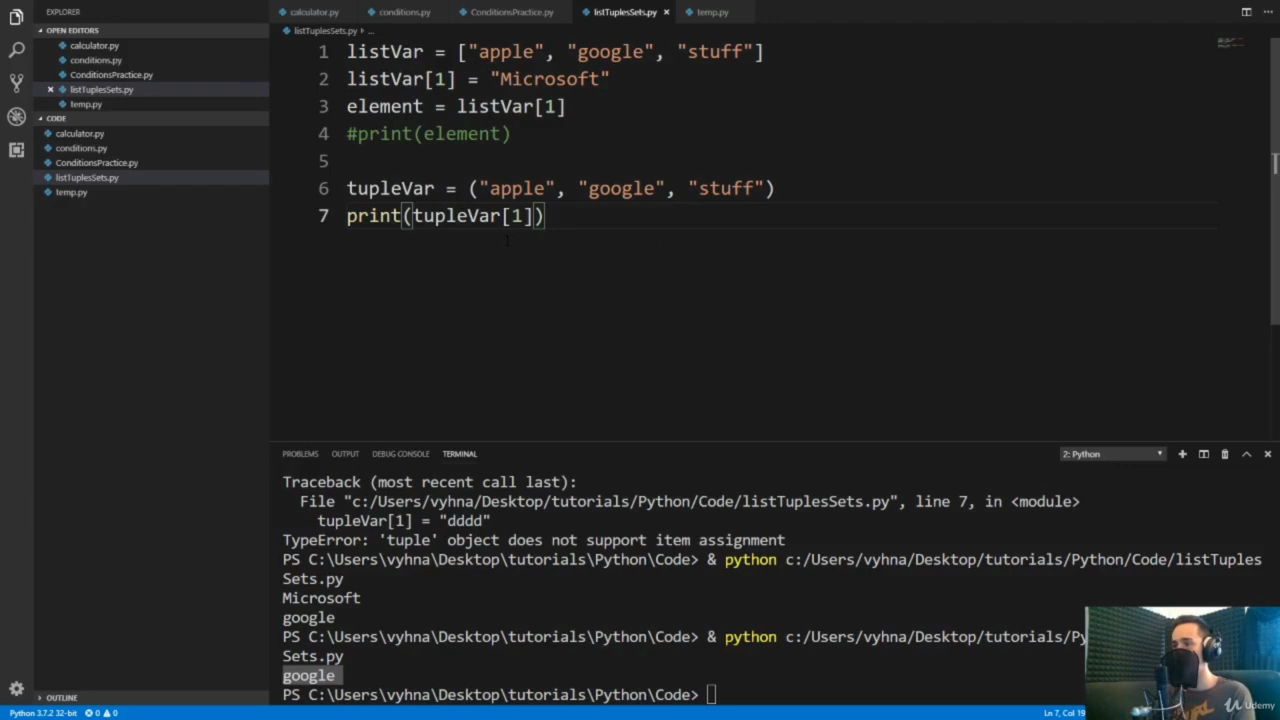 EXPLORER
calculator.py
conditions.py
ConditionsPractice.py
listTuplesSets.py
temp.py
OPEN EDITORS
calculator.py
conditions.py
ConditionsPractice.py
listTuplesSets.py
temp.py
CODE
calculator.py
conditions.py
ConditionsPractice.py
listTuplesSets.py
temp.py
listTuplesSets.py › ...
1 listVar = ["apple", "google", "stuff"]
2 listVar[1] = "Microsoft"
3 element = listVar[1]
4 #print(element)
5
6 tupleVar = ("apple", "google", "stuff")
7 print(tupleVar[1])
PROBLEMS OUTPUT DEBUG CONSOLE TERMINAL 2: Python
Traceback (most recent call last):
File "c:/Users/vyhna/Desktop/tutorials/Python/Code/listTuplesSets.py", line 7, in <module>
tupleVar[1] = "dddd"
TypeError: 'tuple' object does not support item assignment
PS C:\Users\vyhna\Desktop\tutorials\Python\Code> & python c:/Users/vyhna/Desktop/tutorials/Python/Code/listTuples
Sets.py
Microsoft
google
PS C:\Users\vyhna\Desktop\tutorials\Python\Code> & python c:/Users/vyhna/Desktop/tutorials/Py
Sets.py
google
PS C:\Users\vyhna\Desktop\tutorials\Python\Code>
OUTLINE
Python 3.7.2 32-bit 0 0
Ln 7, Col 19
Udemy